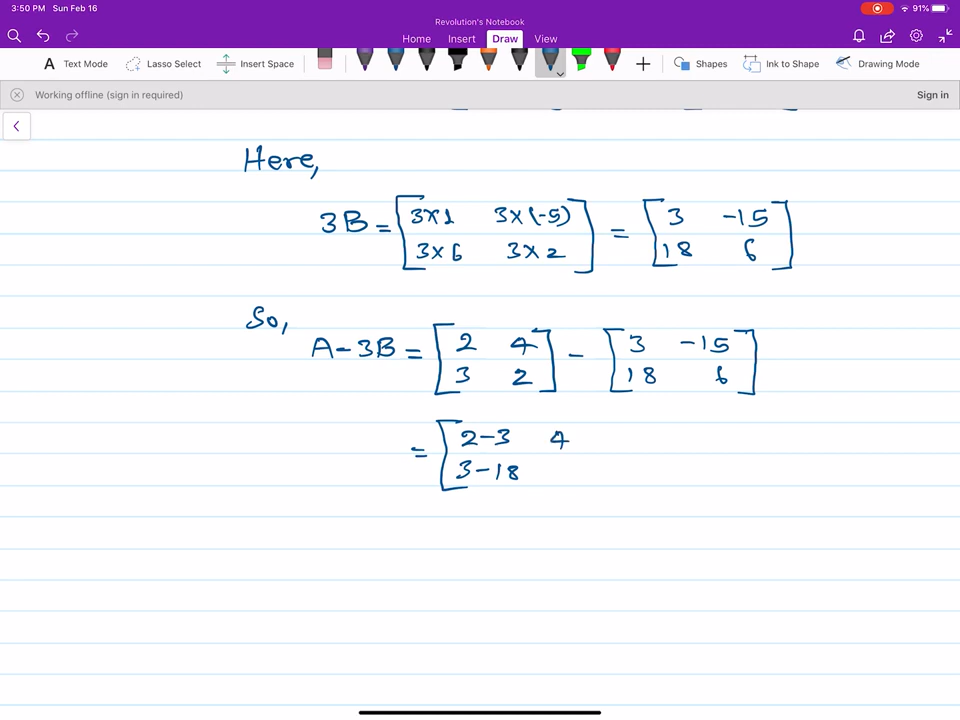 3:50 PM Sun Feb 16 91%
Revolution's Notebook
Home Insert Draw View
A Text Mode Lasso Select Insert Space Shapes Ink to Shape Drawing Mode
Working offline (sign in required) Sign in
Here,
3B = [3×1 3×(-5)] = [3 -15]
[3×6 3×2] [18 6]
So,
A - 3B = [2 4] - [3 -15]
[3 2] [18 6]
= [2-3 4
[3-18